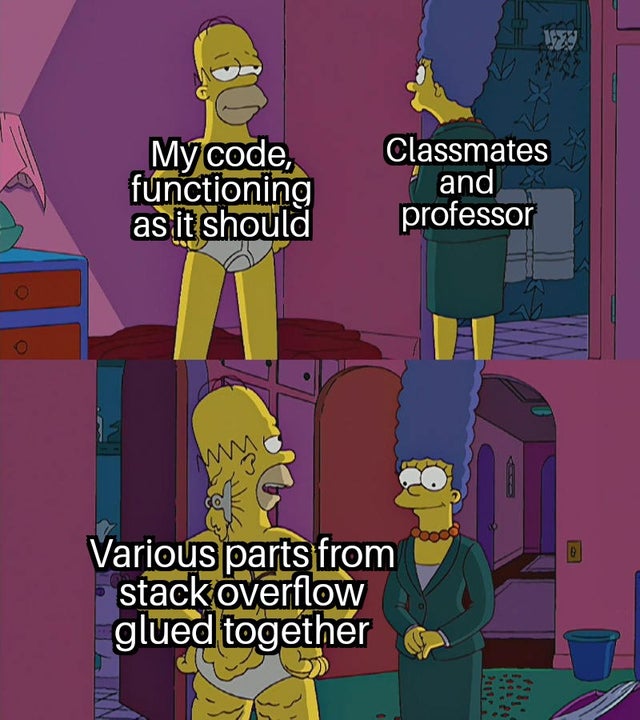 My code,
functioning
as it should
Classmates
and
professor
Various parts from
stack overflow
glued together